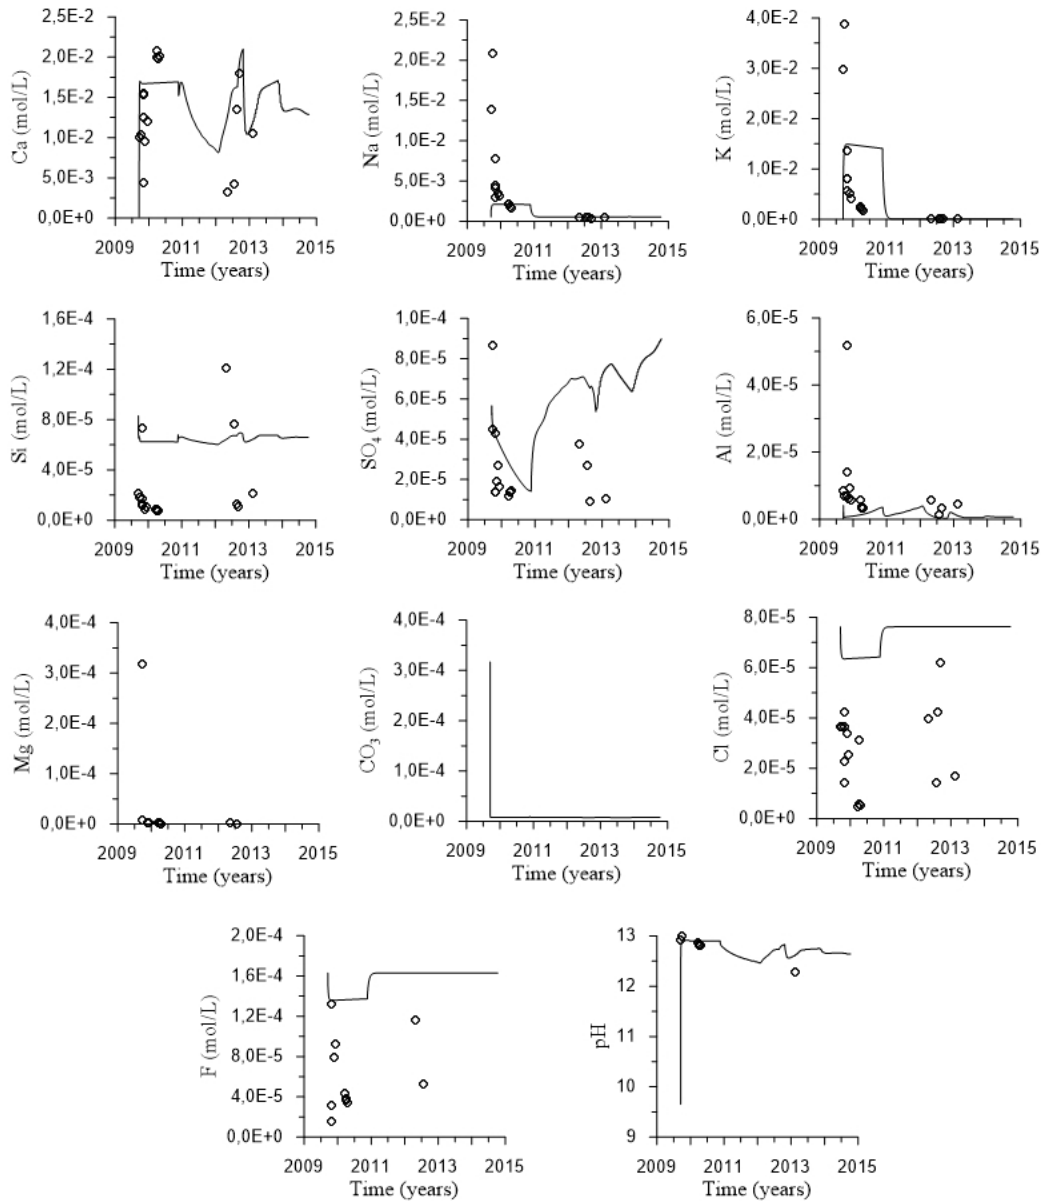 Ca (mol/L)
2,5E-2
2,0E-2
1,5E-2
1,0E-2
5,0E-3
0,0E+0
2009 2011 2013 2015
Time (years)
Na (mol/L)
2,5E-2
2,0E-2
1,5E-2
1,0E-2
5,0E-3
0,0E+0
2009 2011 2013 2015
Time (years)
K (mol/L)
4,0E-2
3,0E-2
2,0E-2
1,0E-2
0,0E+0
2009 2011 2013 2015
Time (years)
Si (mol/L)
1,6E-4
1,2E-4
8,0E-5
4,0E-5
0,0E+0
2009 2011 2013 2015
Time (years)
SO₄ (mol/L)
1,0E-4
8,0E-5
6,0E-5
4,0E-5
2,0E-5
0,0E+0
2009 2011 2013 2015
Time (years)
Al (mol/L)
6,0E-5
4,0E-5
2,0E-5
0,0E+0
2009 2011 2013 2015
Time (years)
Mg (mol/L)
4,0E-4
3,0E-4
2,0E-4
1,0E-4
0,0E+0
2009 2011 2013 2015
Time (years)
CO₃ (mol/L)
4,0E-4
3,0E-4
2,0E-4
1,0E-4
0,0E+0
2009 2011 2013 2015
Time (years)
Cl (mol/L)
8,0E-5
6,0E-5
4,0E-5
2,0E-5
0,0E+0
2009 2011 2013 2015
Time (years)
F (mol/L)
2,0E-4
1,6E-4
1,2E-4
8,0E-5
4,0E-5
0,0E+0
2009 2011 2013 2015
Time (years)
pH
13
12
11
10
9
2009 2011 2013 2015
Time (years)